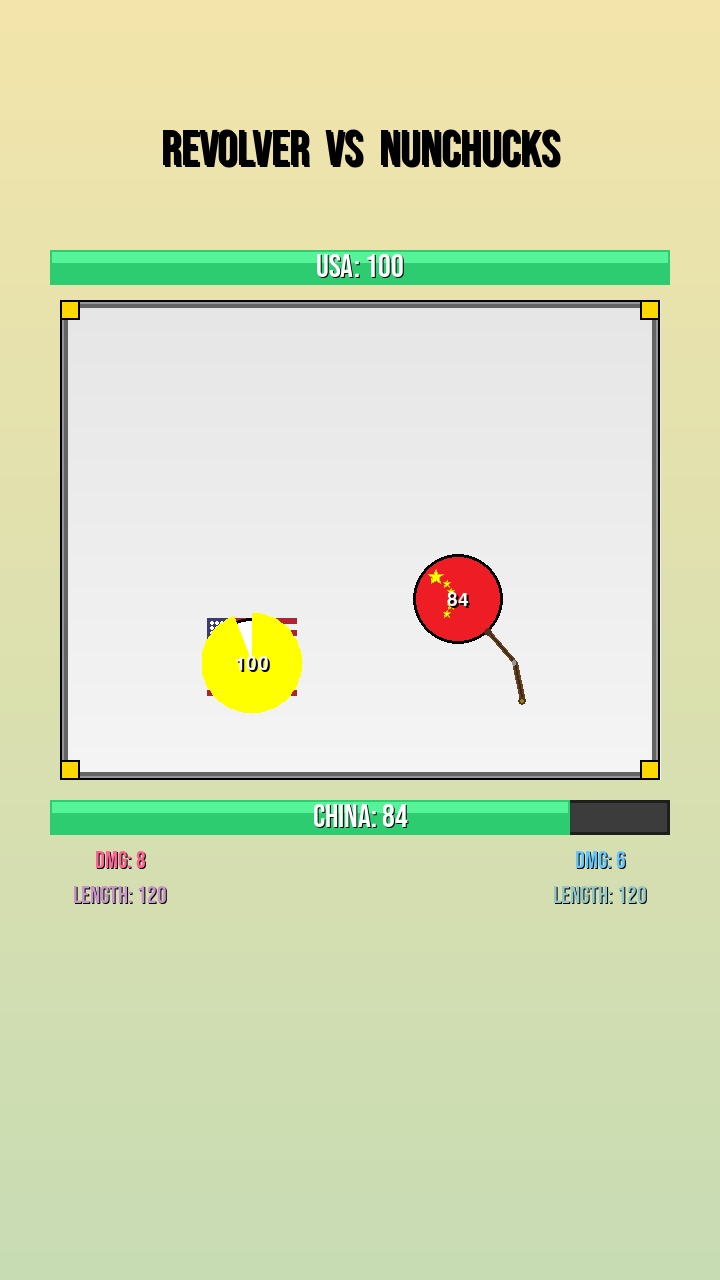 REVOLVER VS NUNCHUCKS
USA: 100
84
100
CHINA: 84
DMG: 8
DMG: 6
LENGTH: 120
LENGTH: 120